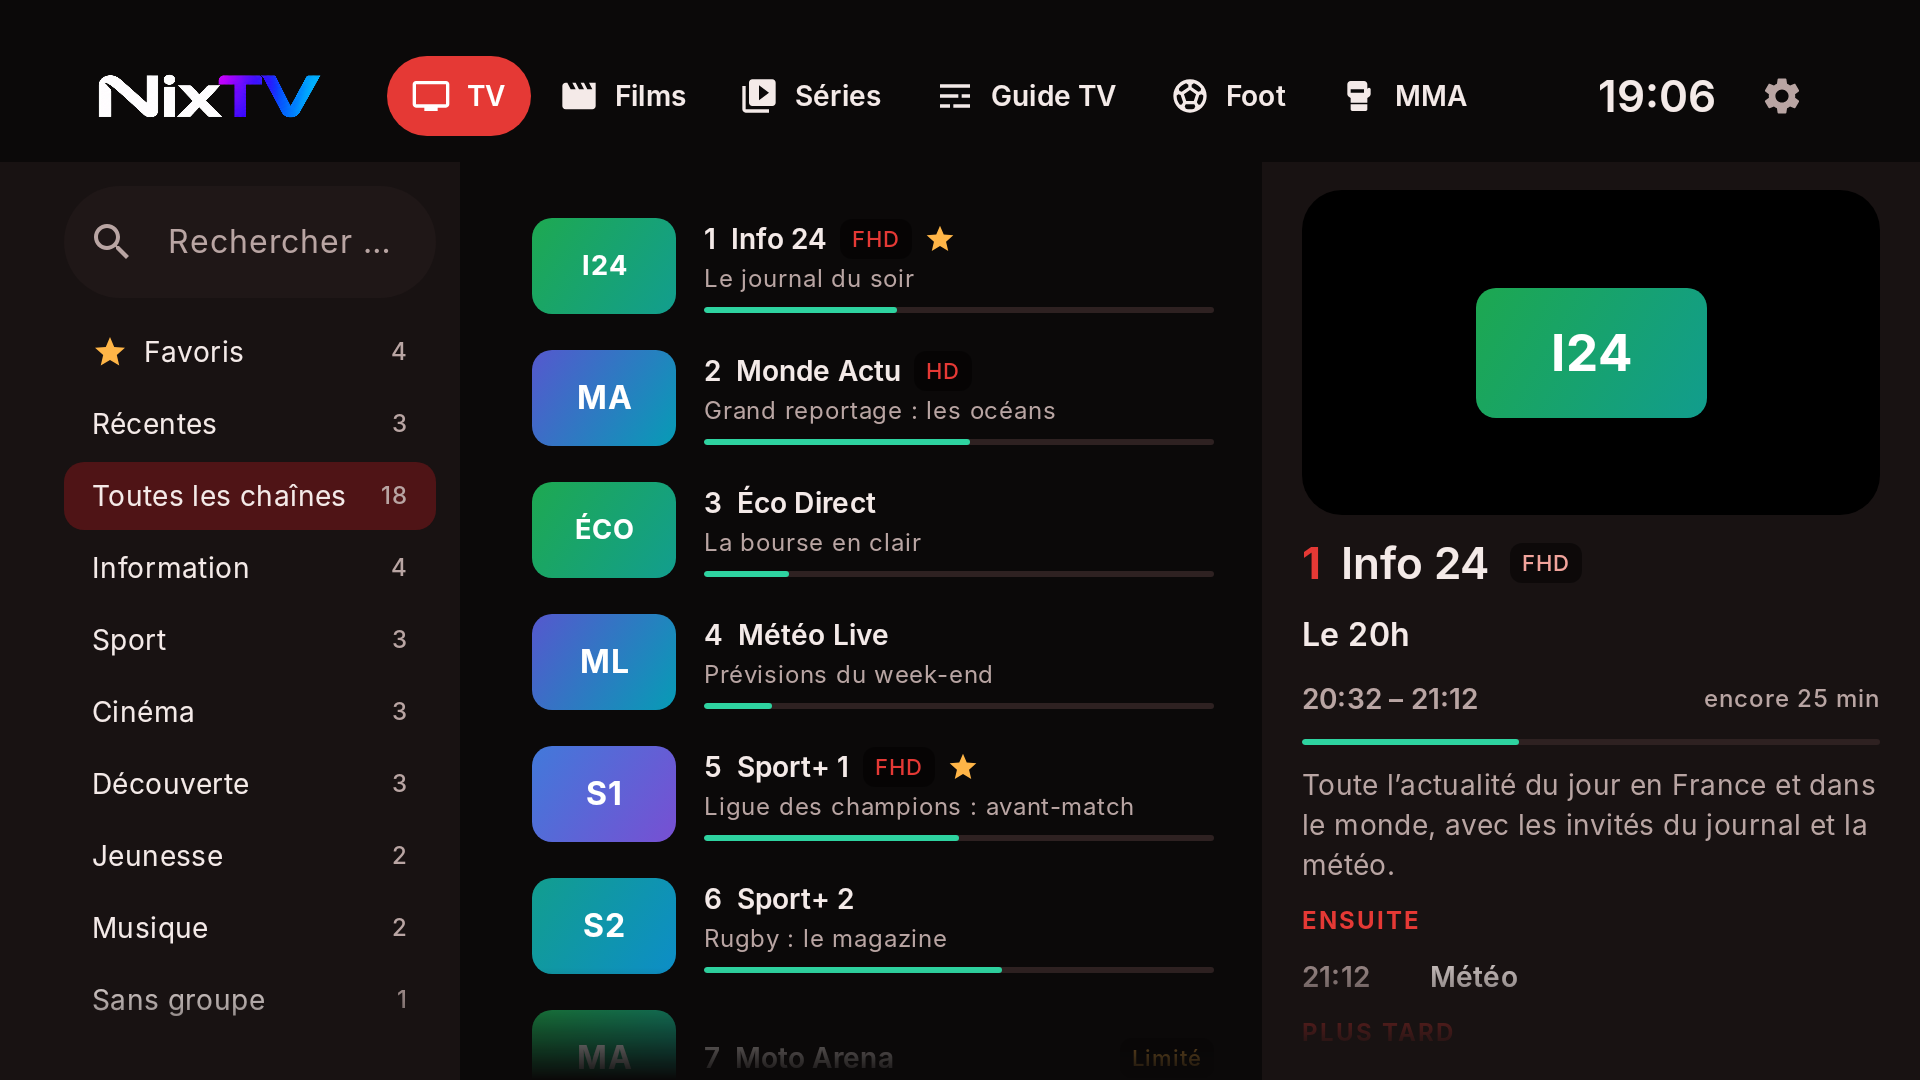 NixTV
TV
Films
Séries
Guide TV
Foot
MMA
19:06
Rechercher ...
Favoris 4
Récentes 3
Toutes les chaînes 18
Information 4
Sport 3
Cinéma 3
Découverte 3
Jeunesse 2
Musique 2
Sans groupe 1
I24
1 Info 24 FHD
Le journal du soir
MA
2 Monde Actu HD
Grand reportage : les océans
ÉCO
3 Éco Direct
La bourse en clair
ML
4 Météo Live
Prévisions du week-end
S1
5 Sport+ 1 FHD
Ligue des champions : avant-match
S2
6 Sport+ 2
Rugby : le magazine
MA
7 Moto Arena Limité
I24
1 Info 24 FHD
Le 20h
20:32 – 21:12 encore 25 min
Toute l’actualité du jour en France et dans
le monde, avec les invités du journal et la
météo.
ENSUITE
21:12 Météo
PLUS TARD